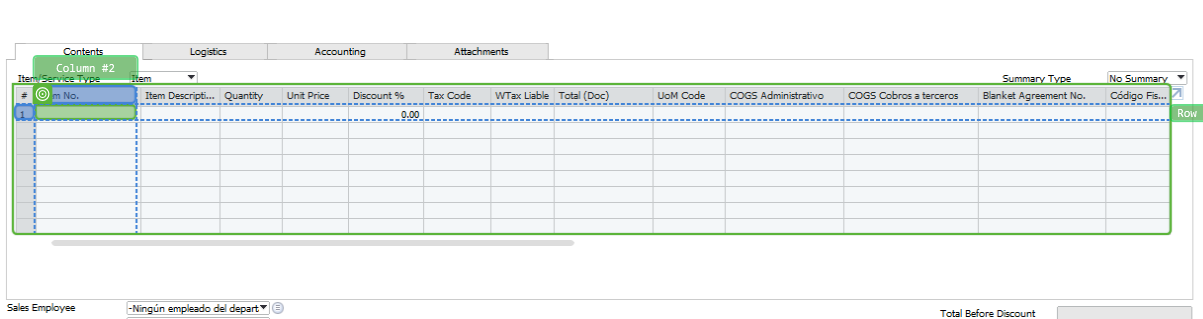 Contents Logistics Accounting Attachments
Column #2
Item/Service Type Item Summary Type No Summary
# m No. Item Descripti... Quantity Unit Price Discount % Tax Code WTax Liable Total (Doc) UoM Code COGS Administrativo COGS Cobros a terceros Blanket Agreement No. Código Fis...
1 0.00 Row
Sales Employee -Ningún empleado del depart
Total Before Discount